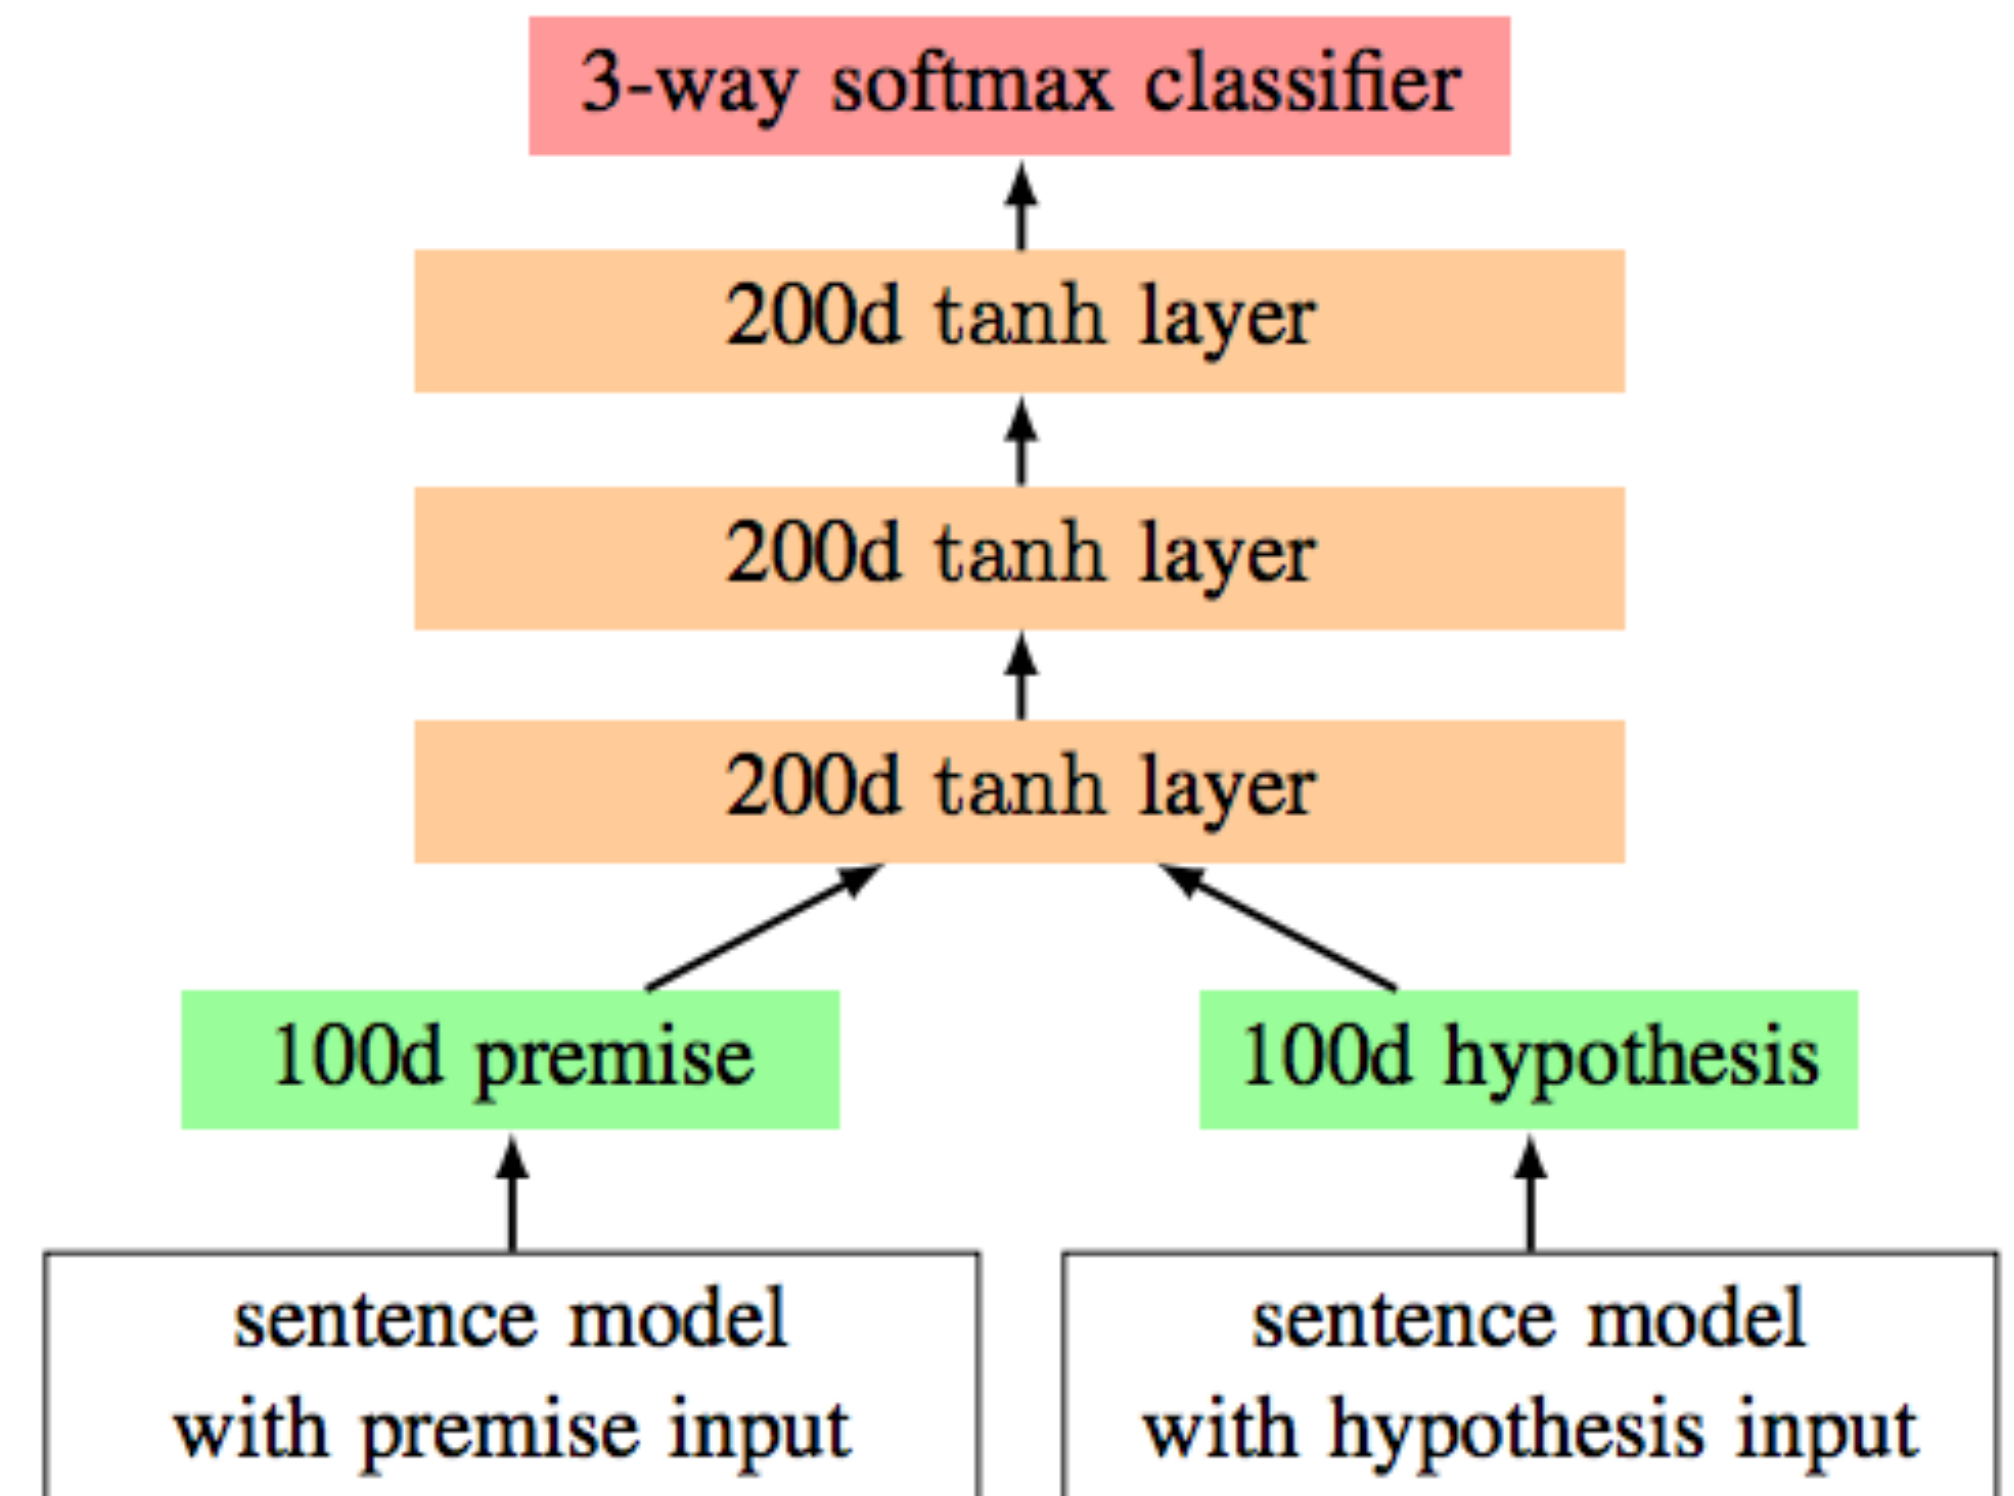 3-way softmax classifier
200d tanh layer
200d tanh layer
200d tanh layer
100d premise
100d hypothesis
sentence model
with premise input
sentence model
with hypothesis input